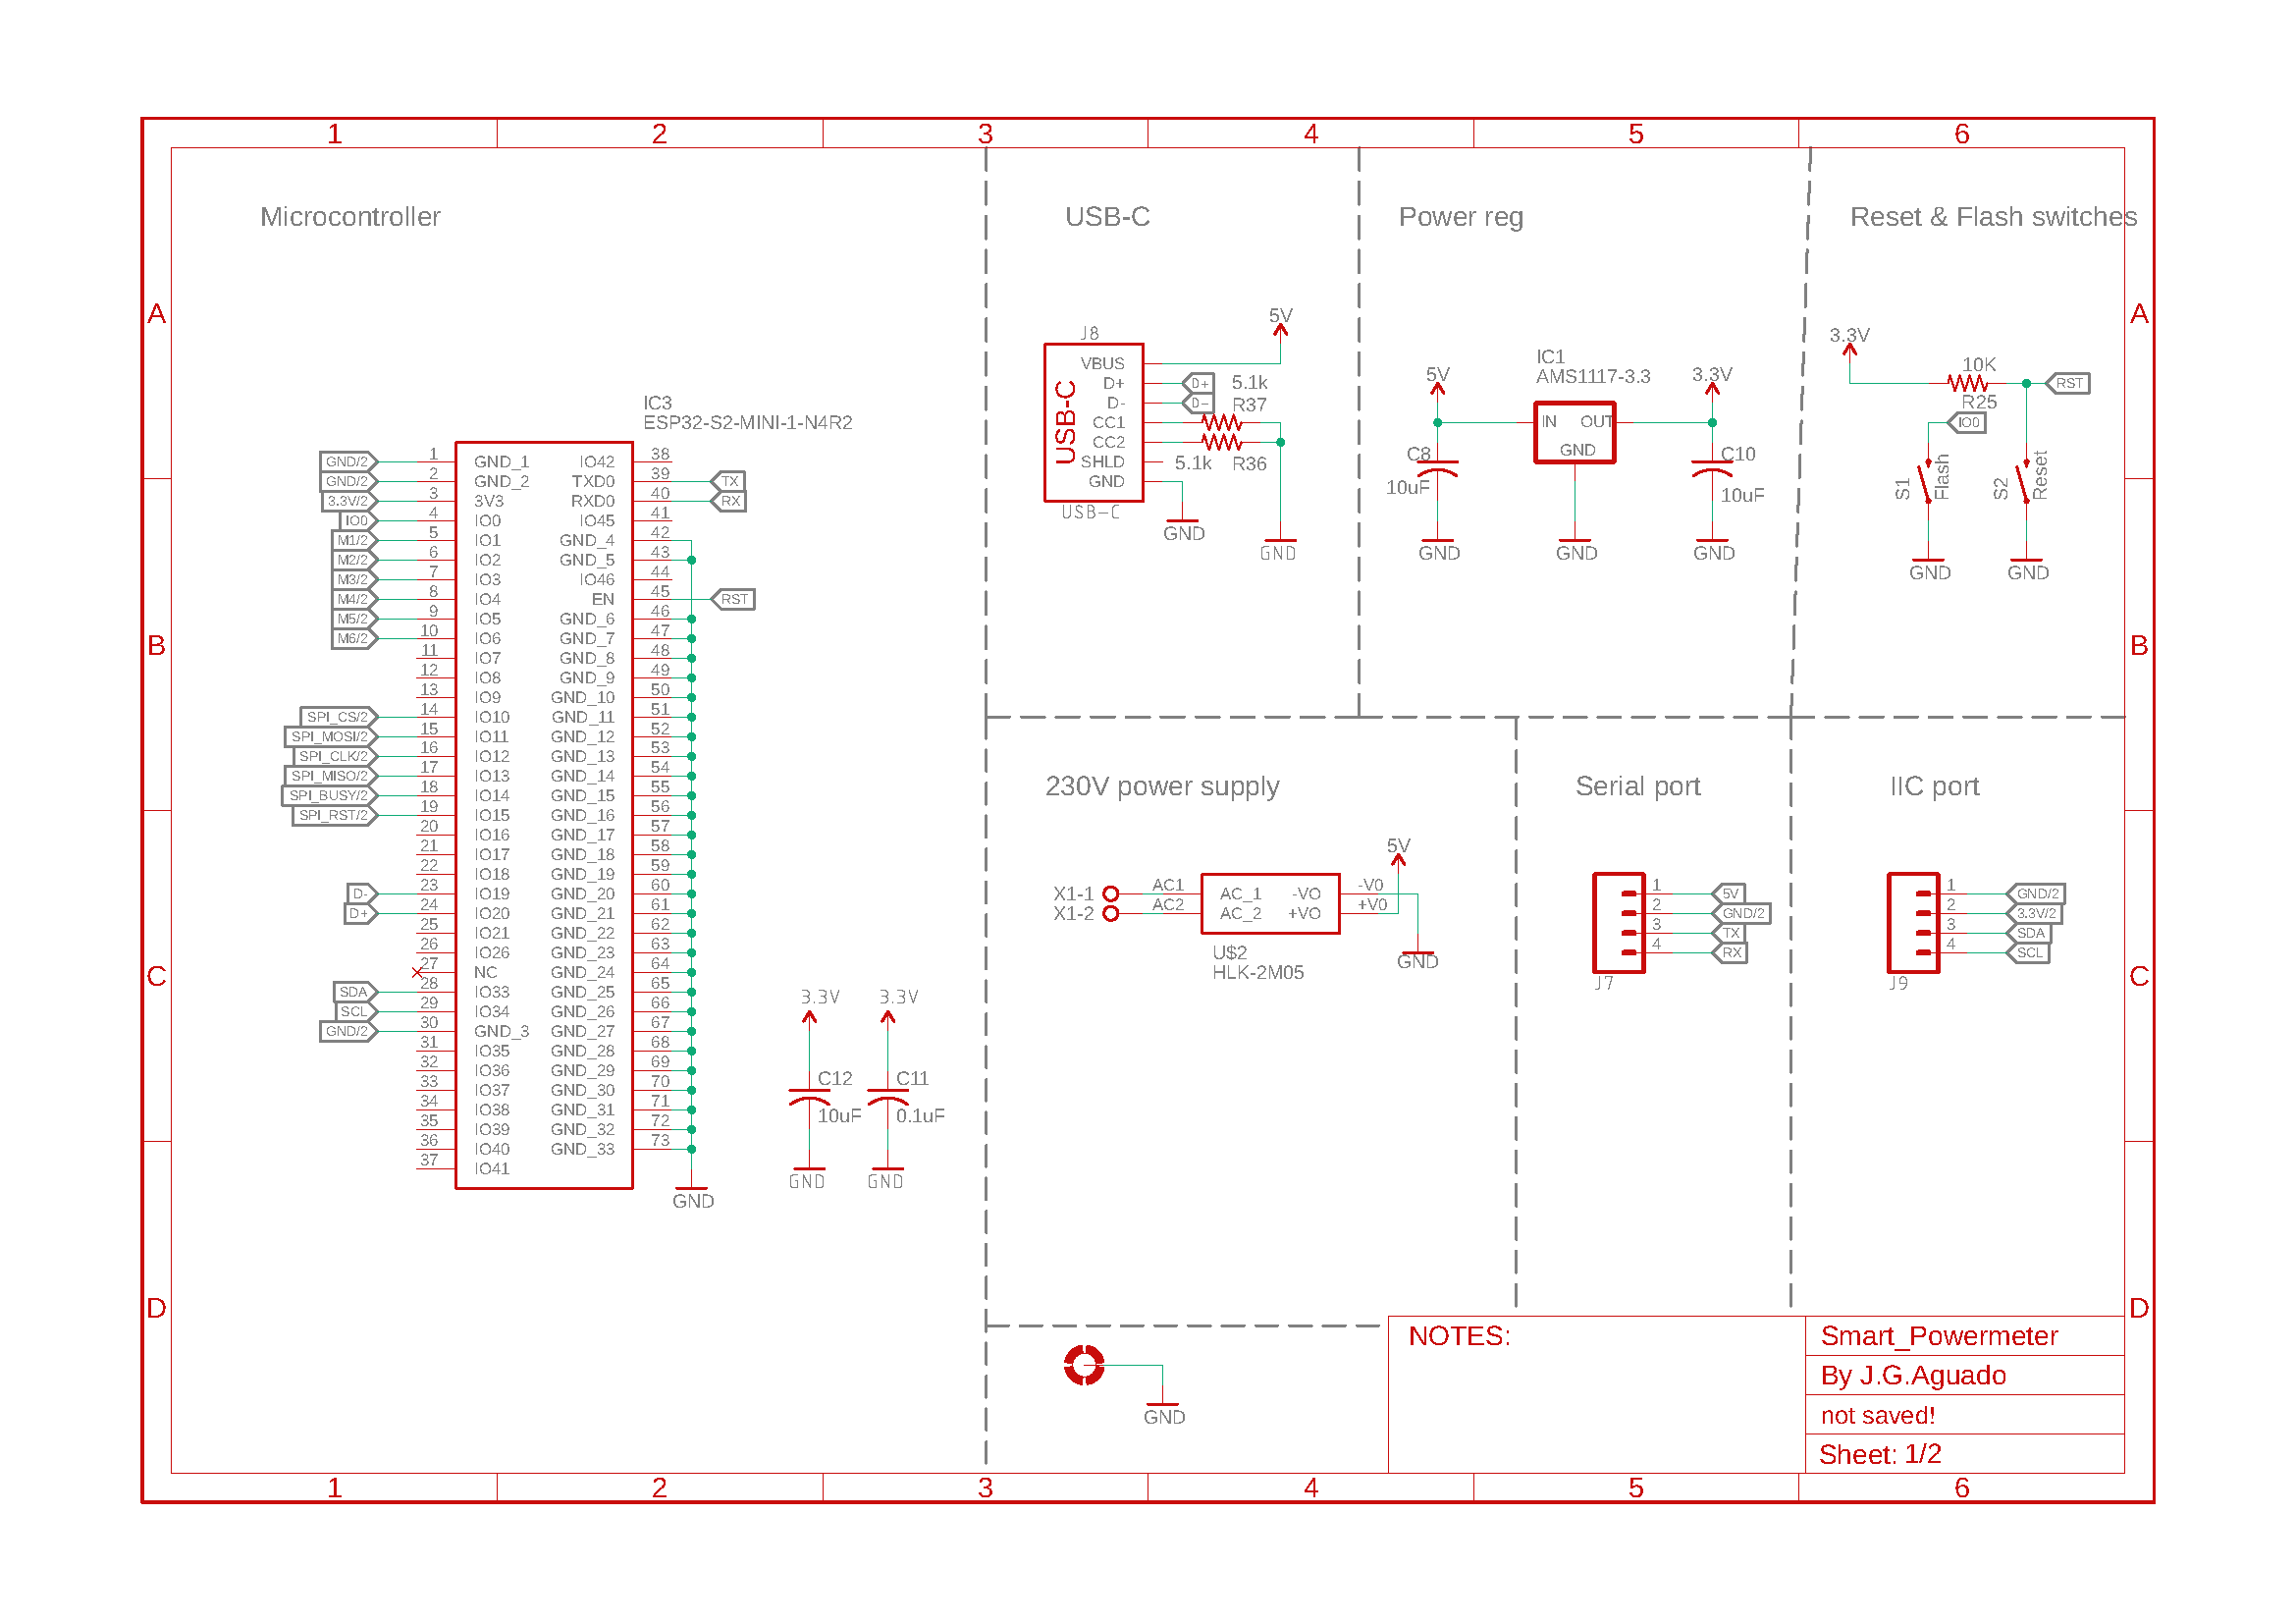 1 2 3 4 5 6
Microcontroller
USB-C
Power reg
Reset & Flash switches
A
A
B
B
C
C
D
D
IC3
ESP32-S2-MINI-1-N4R2
GND/2 1 GND_1 IO42 38
GND/2 2 GND_2 TXD0 39 TX
3.3V/2 3 3V3 RXD0 40 RX
IO0 4 IO0 IO45 41
M1/2 5 IO1 GND_4 42
M2/2 6 IO2 GND_5 43
M3/2 7 IO3 IO46 44
M4/2 8 IO4 EN 45 RST
M5/2 9 IO5 GND_6 46
M6/2 10 IO6 GND_7 47
11 IO7 GND_8 48
12 IO8 GND_9 49
13 IO9 GND_10 50
SPI_CS/2 14 IO10 GND_11 51
SPI_MOSI/2 15 IO11 GND_12 52
SPI_CLK/2 16 IO12 GND_13 53
SPI_MISO/2 17 IO13 GND_14 54
SPI_BUSY/2 18 IO14 GND_15 55
SPI_RST/2 19 IO15 GND_16 56
20 IO16 GND_17 57
21 IO17 GND_18 58
22 IO18 GND_19 59
D- 23 IO19 GND_20 60
D+ 24 IO20 GND_21 61
25 IO21 GND_22 62
26 IO26 GND_23 63
27 NC GND_24 64
SDA 28 IO33 GND_25 65
SCL 29 IO34 GND_26 66
GND/2 30 GND_3 GND_27 67
31 IO35 GND_28 68
32 IO36 GND_29 69
33 IO37 GND_30 70
34 IO38 GND_31 71
35 IO39 GND_32 72
36 IO40 GND_33 73
37 IO41
GND
3.3V 3.3V
C12 C11
10uF 0.1uF
GND GND
5V
J8
USB-C
VBUS
D+ D+ 5.1k
D- D- R37
CC1
CC2
SHLD 5.1k R36
GND
USB-C
GND
GND
IC1
AMS1117-3.3
5V 3.3V
IN OUT
GND
C8 C10
10uF 10uF
GND GND GND
3.3V
10K
RST
R25
IO0
S1 Flash
S2 Reset
GND GND
230V power supply
Serial port
IIC port
5V
X1-1 AC1 AC_1 -VO -V0
X1-2 AC2 AC_2 +VO +V0
U$2
HLK-2M05
GND
1 5V
2 GND/2
3 TX
4 RX
J7
1 GND/2
2 3.3V/2
3 SDA
4 SCL
J9
GND
NOTES:
Smart_Powermeter
By J.G.Aguado
not saved!
Sheet: 1/2
1 2 3 4 5 6